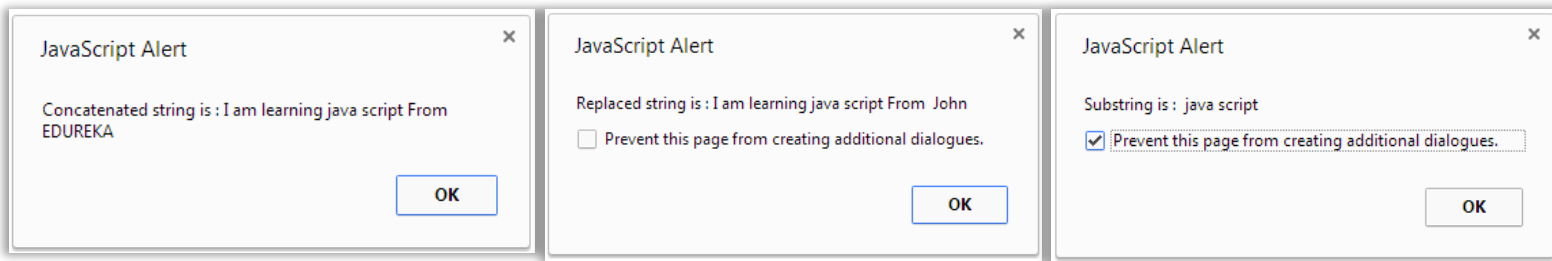 JavaScript Alert
Concatenated string is : I am learning java script From
EDUREKA
OK
JavaScript Alert
Replaced string is : I am learning java script From  John
Prevent this page from creating additional dialogues.
OK
JavaScript Alert
Substring is :  java script
Prevent this page from creating additional dialogues.
OK